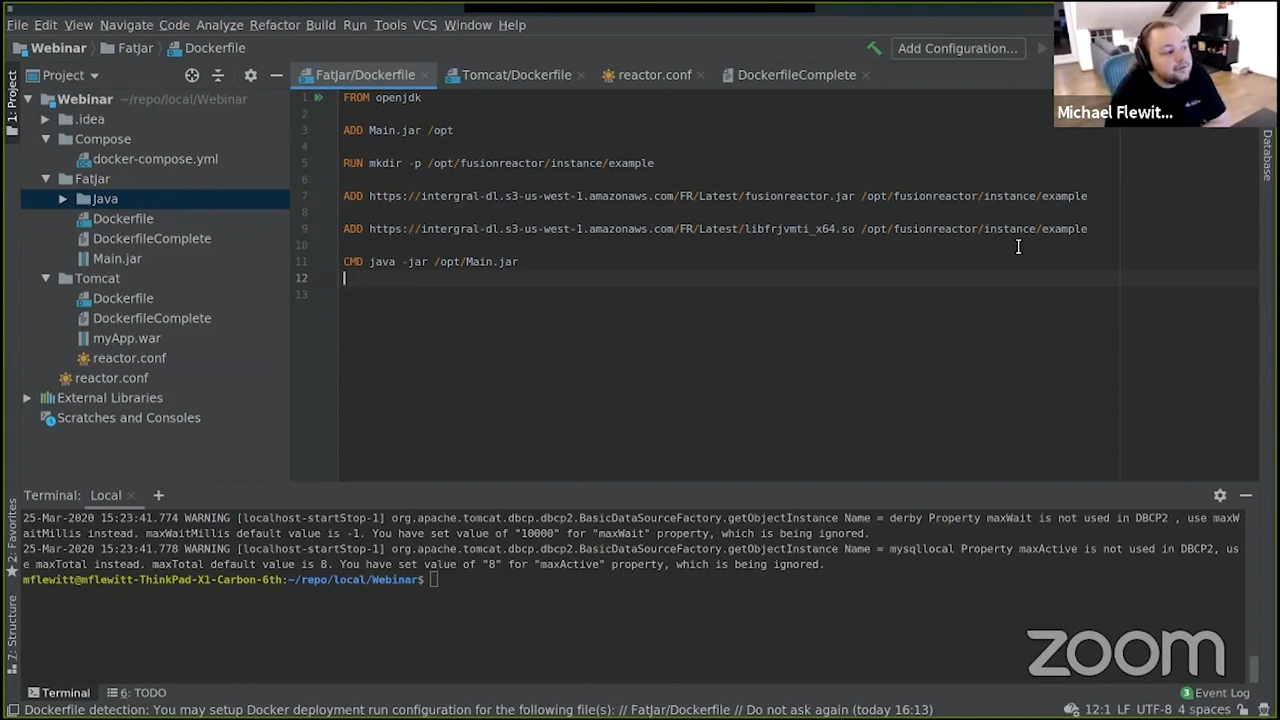 File Edit View Navigate Code Analyze Refactor Build Run Tools VCS Window Help
Webinar FatJar Dockerfile
Add Configuration...
Michael Flewit...
1: Project
Project
FatJar/Dockerfile
Tomcat/Dockerfile
reactor.conf
DockerfileComplete
Webinar ~/repo/local/Webinar
.idea
Compose
docker-compose.yml
FatJar
Java
Dockerfile
DockerfileComplete
Main.jar
Tomcat
Dockerfile
DockerfileComplete
myApp.war
reactor.conf
reactor.conf
External Libraries
Scratches and Consoles
1 FROM openjdk
2
3 ADD Main.jar /opt
4
5 RUN mkdir -p /opt/fusionreactor/instance/example
6
7 ADD https://intergral-dl.s3-us-west-1.amazonaws.com/FR/Latest/fusionreactor.jar /opt/fusionreactor/instance/example
8
9 ADD https://intergral-dl.s3-us-west-1.amazonaws.com/FR/Latest/libfrjvmti_x64.so /opt/fusionreactor/instance/example
10
11 CMD java -jar /opt/Main.jar
12
13
Database
Terminal: Local +
25-Mar-2020 15:23:41.774 WARNING [localhost-startStop-1] org.apache.tomcat.dbcp.dbcp2.BasicDataSourceFactory.getObjectInstance Name = derby Property maxWait is not used in DBCP2 , use maxW
aitMillis instead. maxWaitMillis default value is -1. You have set value of "10000" for "maxWait" property, which is being ignored.
25-Mar-2020 15:23:41.778 WARNING [localhost-startStop-1] org.apache.tomcat.dbcp.dbcp2.BasicDataSourceFactory.getObjectInstance Name = mysqllocal Property maxActive is not used in DBCP2, us
e maxTotal instead. maxTotal default value is 8. You have set value of "8" for "maxActive" property, which is being ignored.
mflewitt@mflewitt-ThinkPad-X1-Carbon-6th:~/repo/local/Webinar$
2: Favorites
7: Structure
zoom
Terminal
6: TODO
3 Event Log
Dockerfile detection: You may setup Docker deployment run configuration for the following file(s): // FatJar/Dockerfile // Do not ask again (today 16:13)
12:1 LF UTF-8 4 spaces